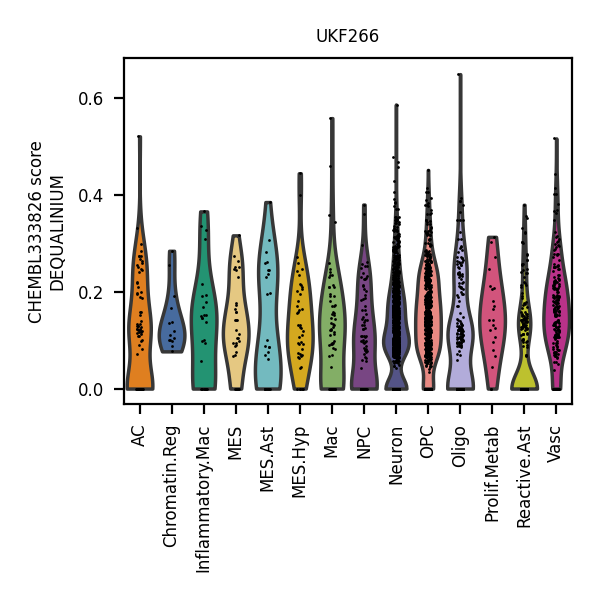 UKF266
CHEMBL333826 score
DEQUALINIUM
0.6
0.4
0.2
0.0
AC
Chromatin.Reg
Inflammatory.Mac
MES
MES.Ast
MES.Hyp
Mac
NPC
Neuron
OPC
Oligo
Prolif.Metab
Reactive.Ast
Vasc